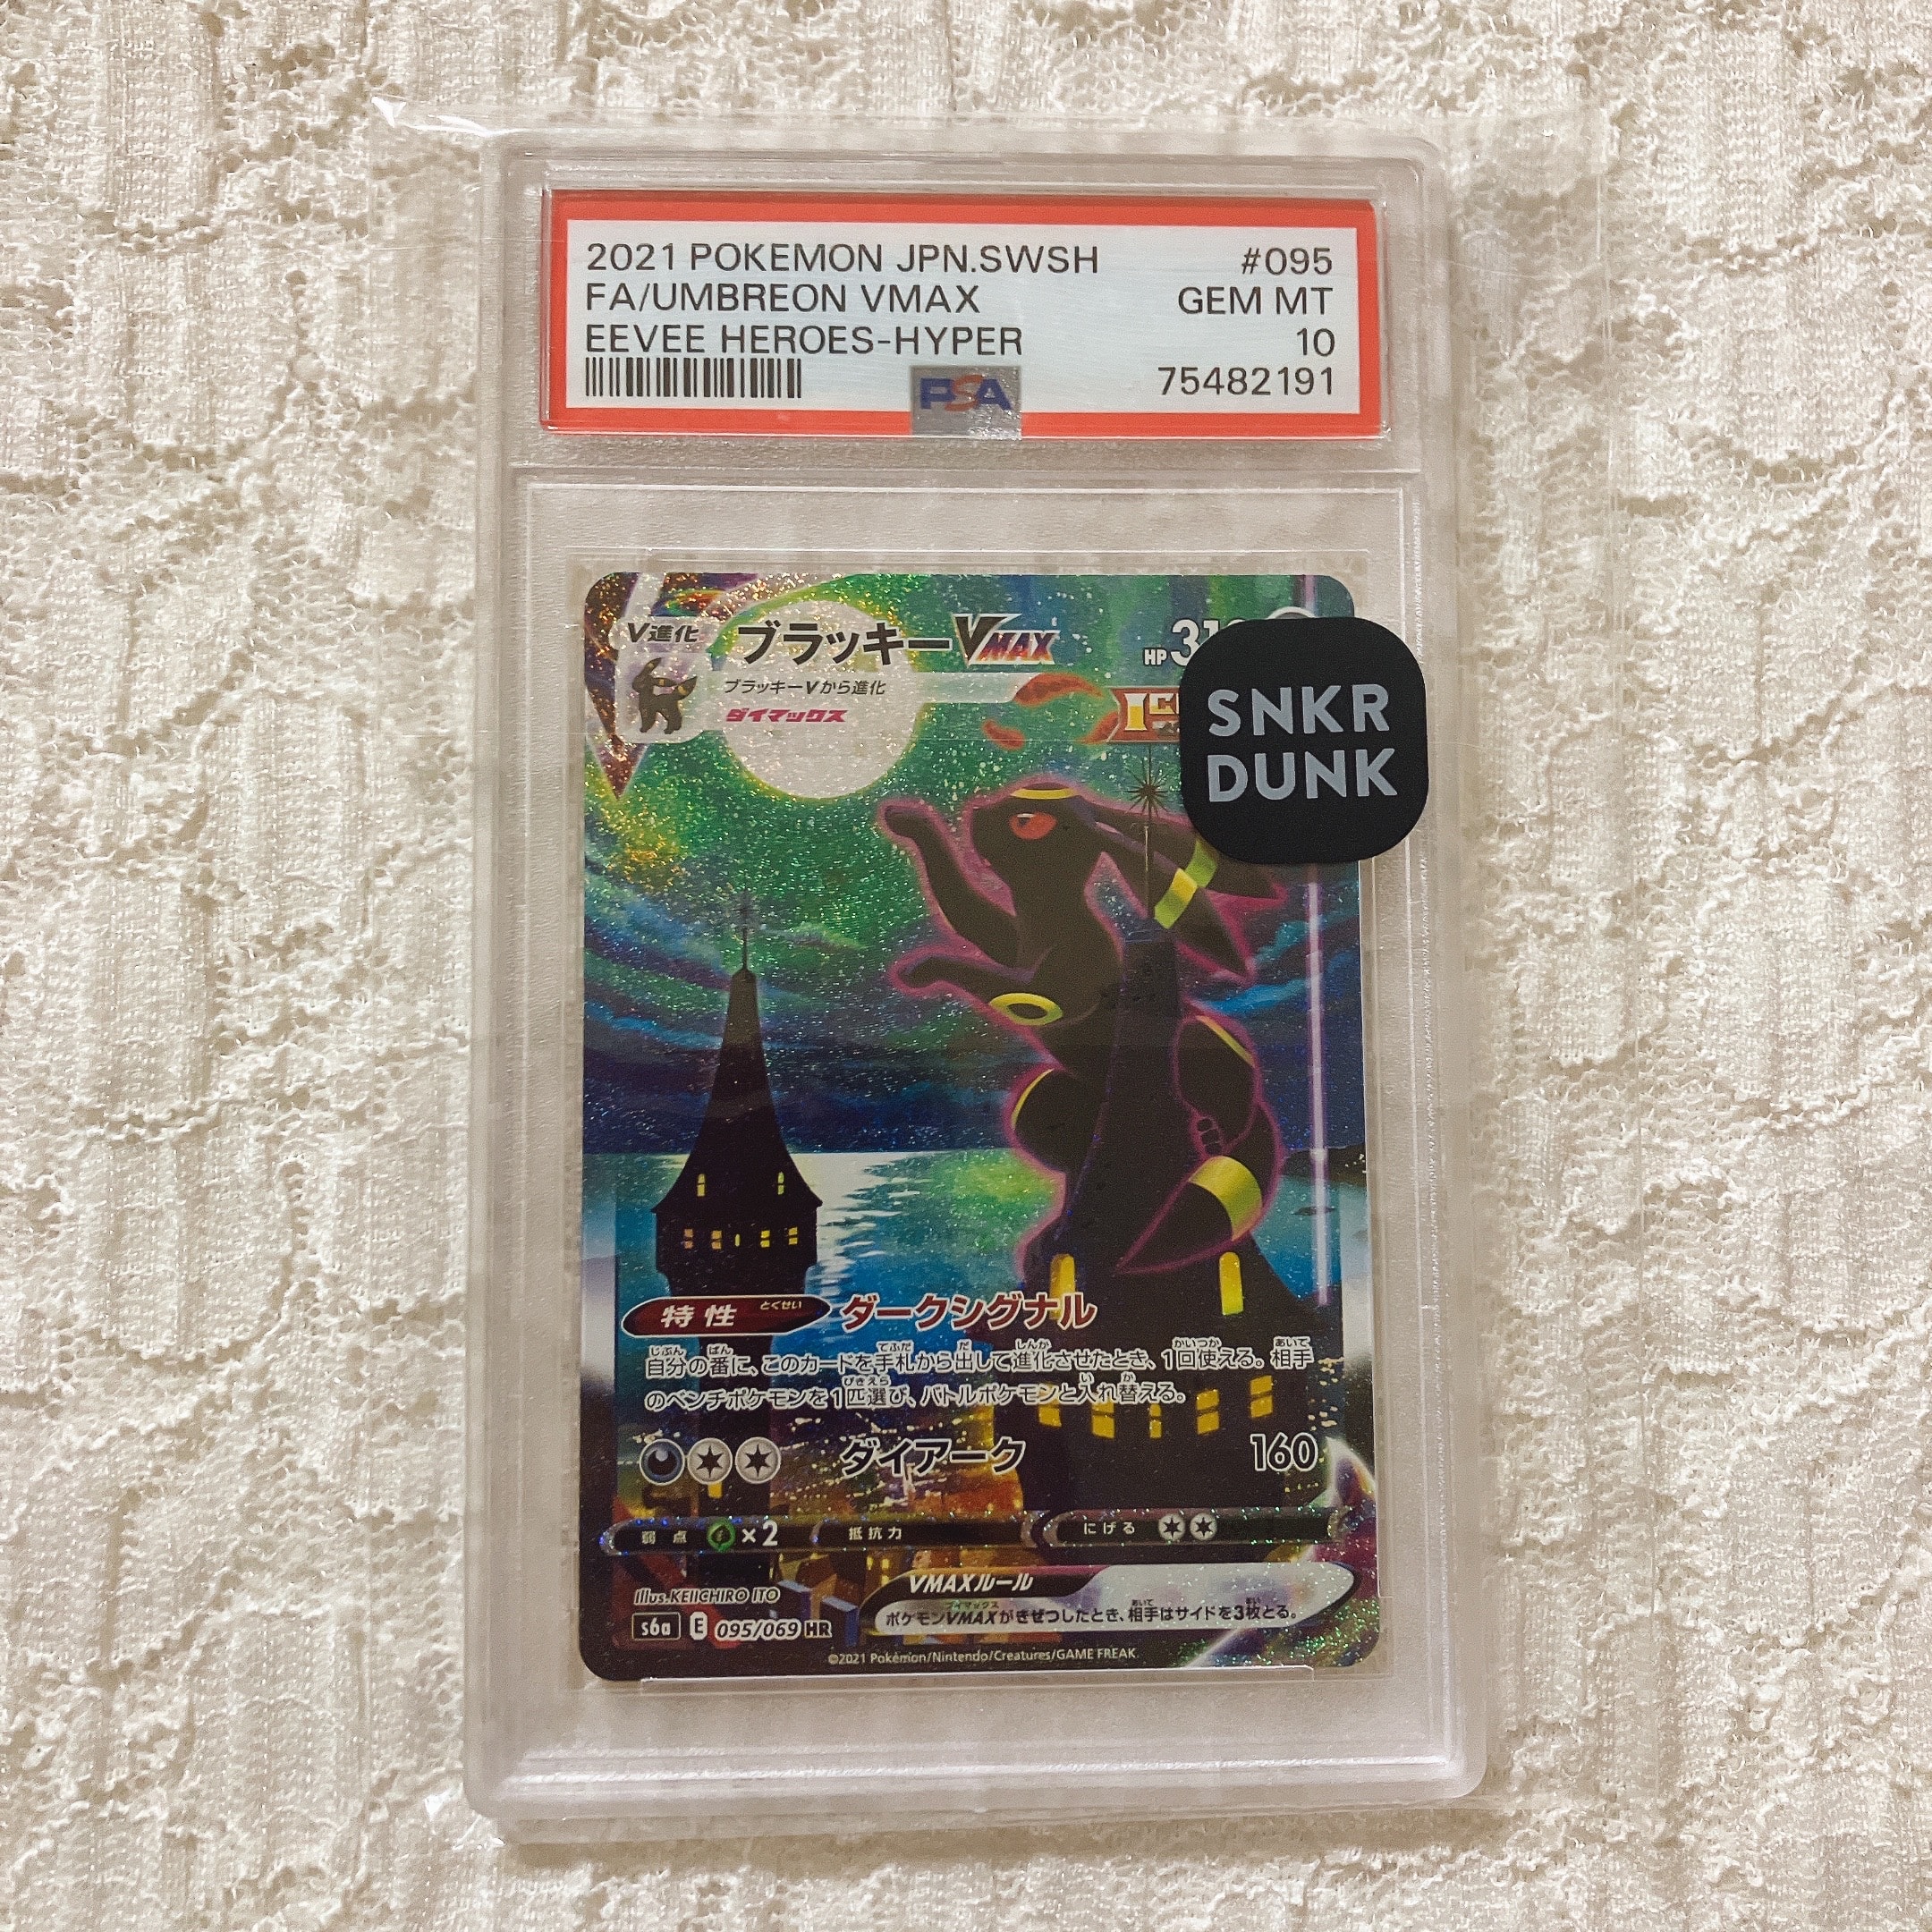 2021 POKEMON JPN.SWSH #095
FA/UMBREON VMAX GEM MT
EEVEE HEROES-HYPER 10
PSA 75482191
V進化 ブラッキーVMAX HP
ブラッキーVから進化
ダイマックス
SNKR
DUNK
特性 とくせい ダークシグナル
自分の番に、このカードを手札から出して進化させたとき、1回使える。相手
のベンチポケモンを1匹選び、バトルポケモンと入れ替える。
ダイアーク 160
弱点 ×2 抵抗力 にげる
VMAXルール
ポケモンVMAXがきぜつしたとき、相手はサイドを3枚とる。
Illus.KEIICHIRO ITO
s6a E 095/069 HR
©2021 Pokémon/Nintendo/Creatures/GAME FREAK.